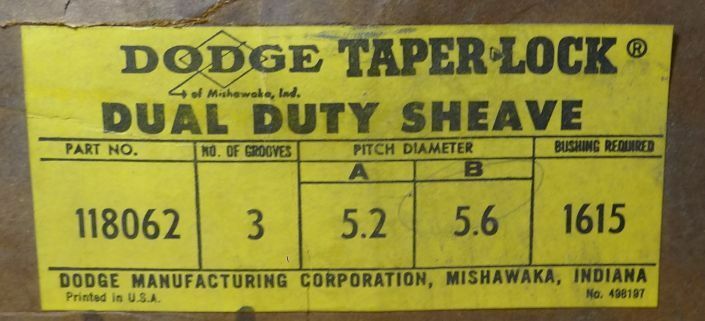 DODGE TAPER-LOCK ®
of Mishawaka, Ind.
DUAL DUTY SHEAVE
PART NO. NO. OF GROOVES PITCH DIAMETER BUSHING REQUIRED
A B
118062 3 5.2 5.6 1615
DODGE MANUFACTURING CORPORATION, MISHAWAKA, INDIANA
Printed in U.S.A. No. 498197